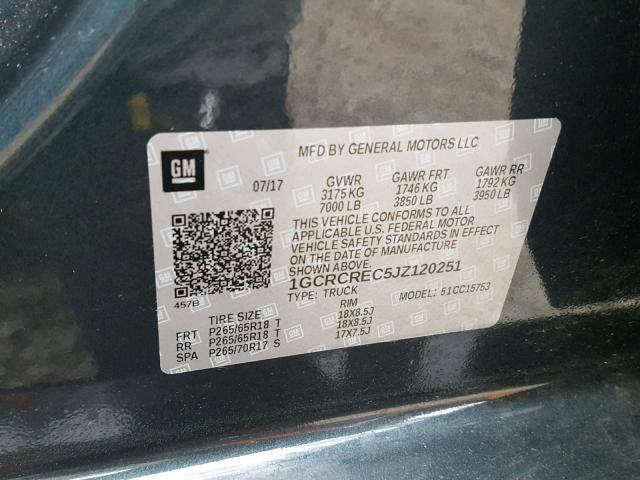 GM
MFD BY GENERAL MOTORS LLC
07/17
GVWR GAWR FRT GAWR RR
3175 KG 1746 KG 1792 KG
7000 LB 3850 LB 3950 LB
THIS VEHICLE CONFORMS TO ALL
APPLICABLE U.S. FEDERAL MOTOR
VEHICLE SAFETY STANDARDS IN EFFECT
ON THE DATE OF MANUFACTURE
SHOWN ABOVE.
1GCRCREC5JZ120251
TYPE: TRUCK MODEL: 51CC15753
457B
TIRE SIZE RIM
FRT P265/65R18 T 18X8.5J
RR P265/65R18 T 18X8.5J
SPA P265/70R17 S 17X7.5J